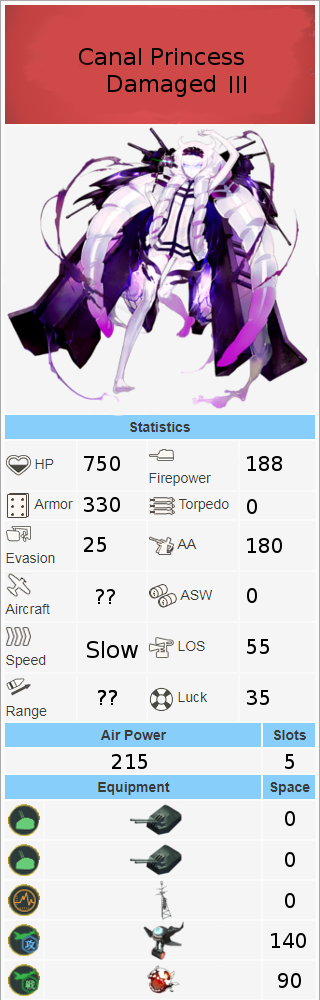 Canal Princess
Damaged III
Statistics
HP 750 Firepower 188
Armor 330 Torpedo 0
Evasion 25 AA 180
Aircraft ?? ASW 0
Speed Slow LOS 55
Range ?? Luck 35
Air Power Slots
215 5
Equipment Space
0
0
0
攻 140
戦 90